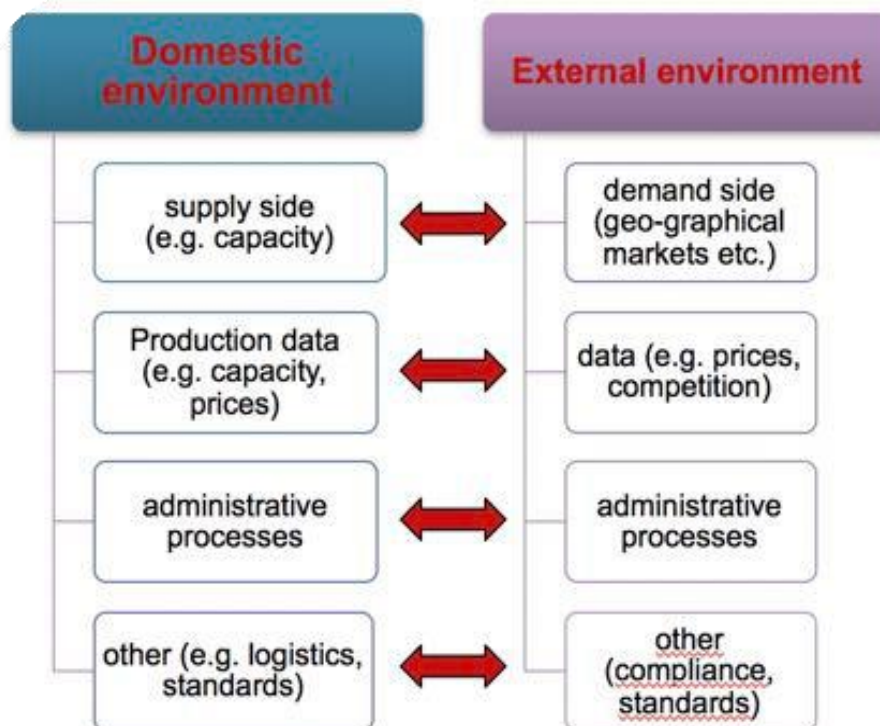 Domestic
environment
External environment
supply side
(e.g. capacity)
demand side
(geo-graphical
markets etc.)
Production data
(e.g. capacity,
prices)
data (e.g. prices,
competition)
administrative
processes
administrative
processes
other (e.g. logistics,
standards)
other
(compliance,
standards)